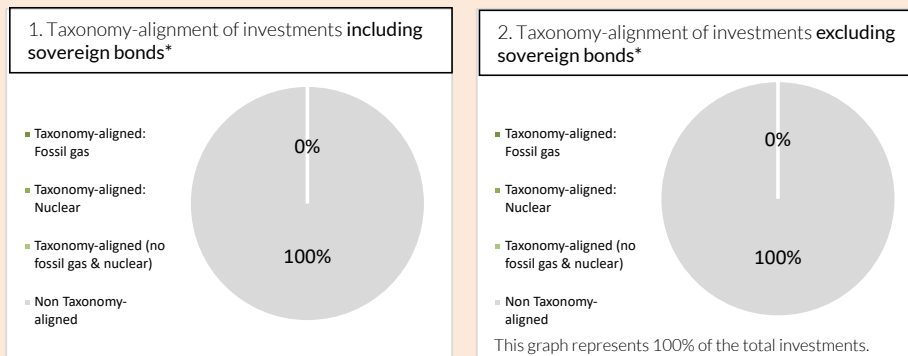 1. Taxonomy-alignment of investments including
sovereign bonds*
Taxonomy-aligned:
Fossil gas
Taxonomy-aligned:
Nuclear
Taxonomy-aligned (no
fossil gas & nuclear)
Non Taxonomy-
aligned
0%
100%
2. Taxonomy-alignment of investments excluding
sovereign bonds*
Taxonomy-aligned:
Fossil gas
Taxonomy-aligned:
Nuclear
Taxonomy-aligned (no
fossil gas & nuclear)
Non Taxonomy-
aligned
0%
100%
This graph represents 100% of the total investments.